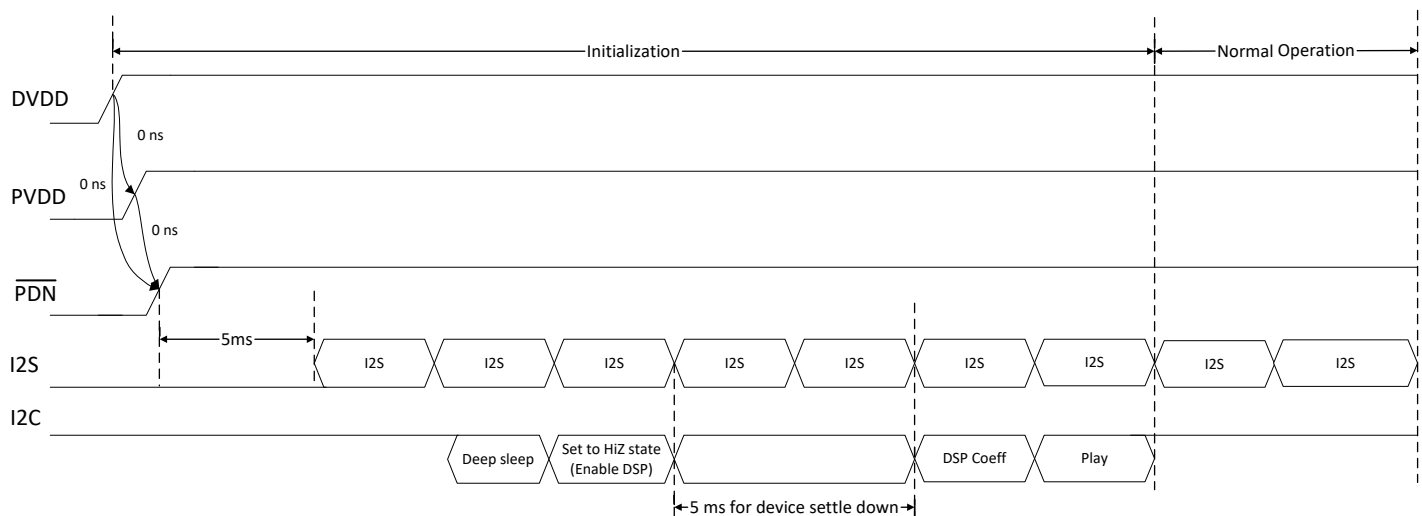 Initialization
Normal Operation
DVDD
0 ns
PVDD
0 ns
0 ns
PDN
5ms
I2S
I2S
I2S
I2S
I2S
I2S
I2S
I2S
I2S
I2S
I2C
Deep sleep
Set to HiZ state
(Enable DSP)
DSP Coeff
Play
5 ms for device settle down